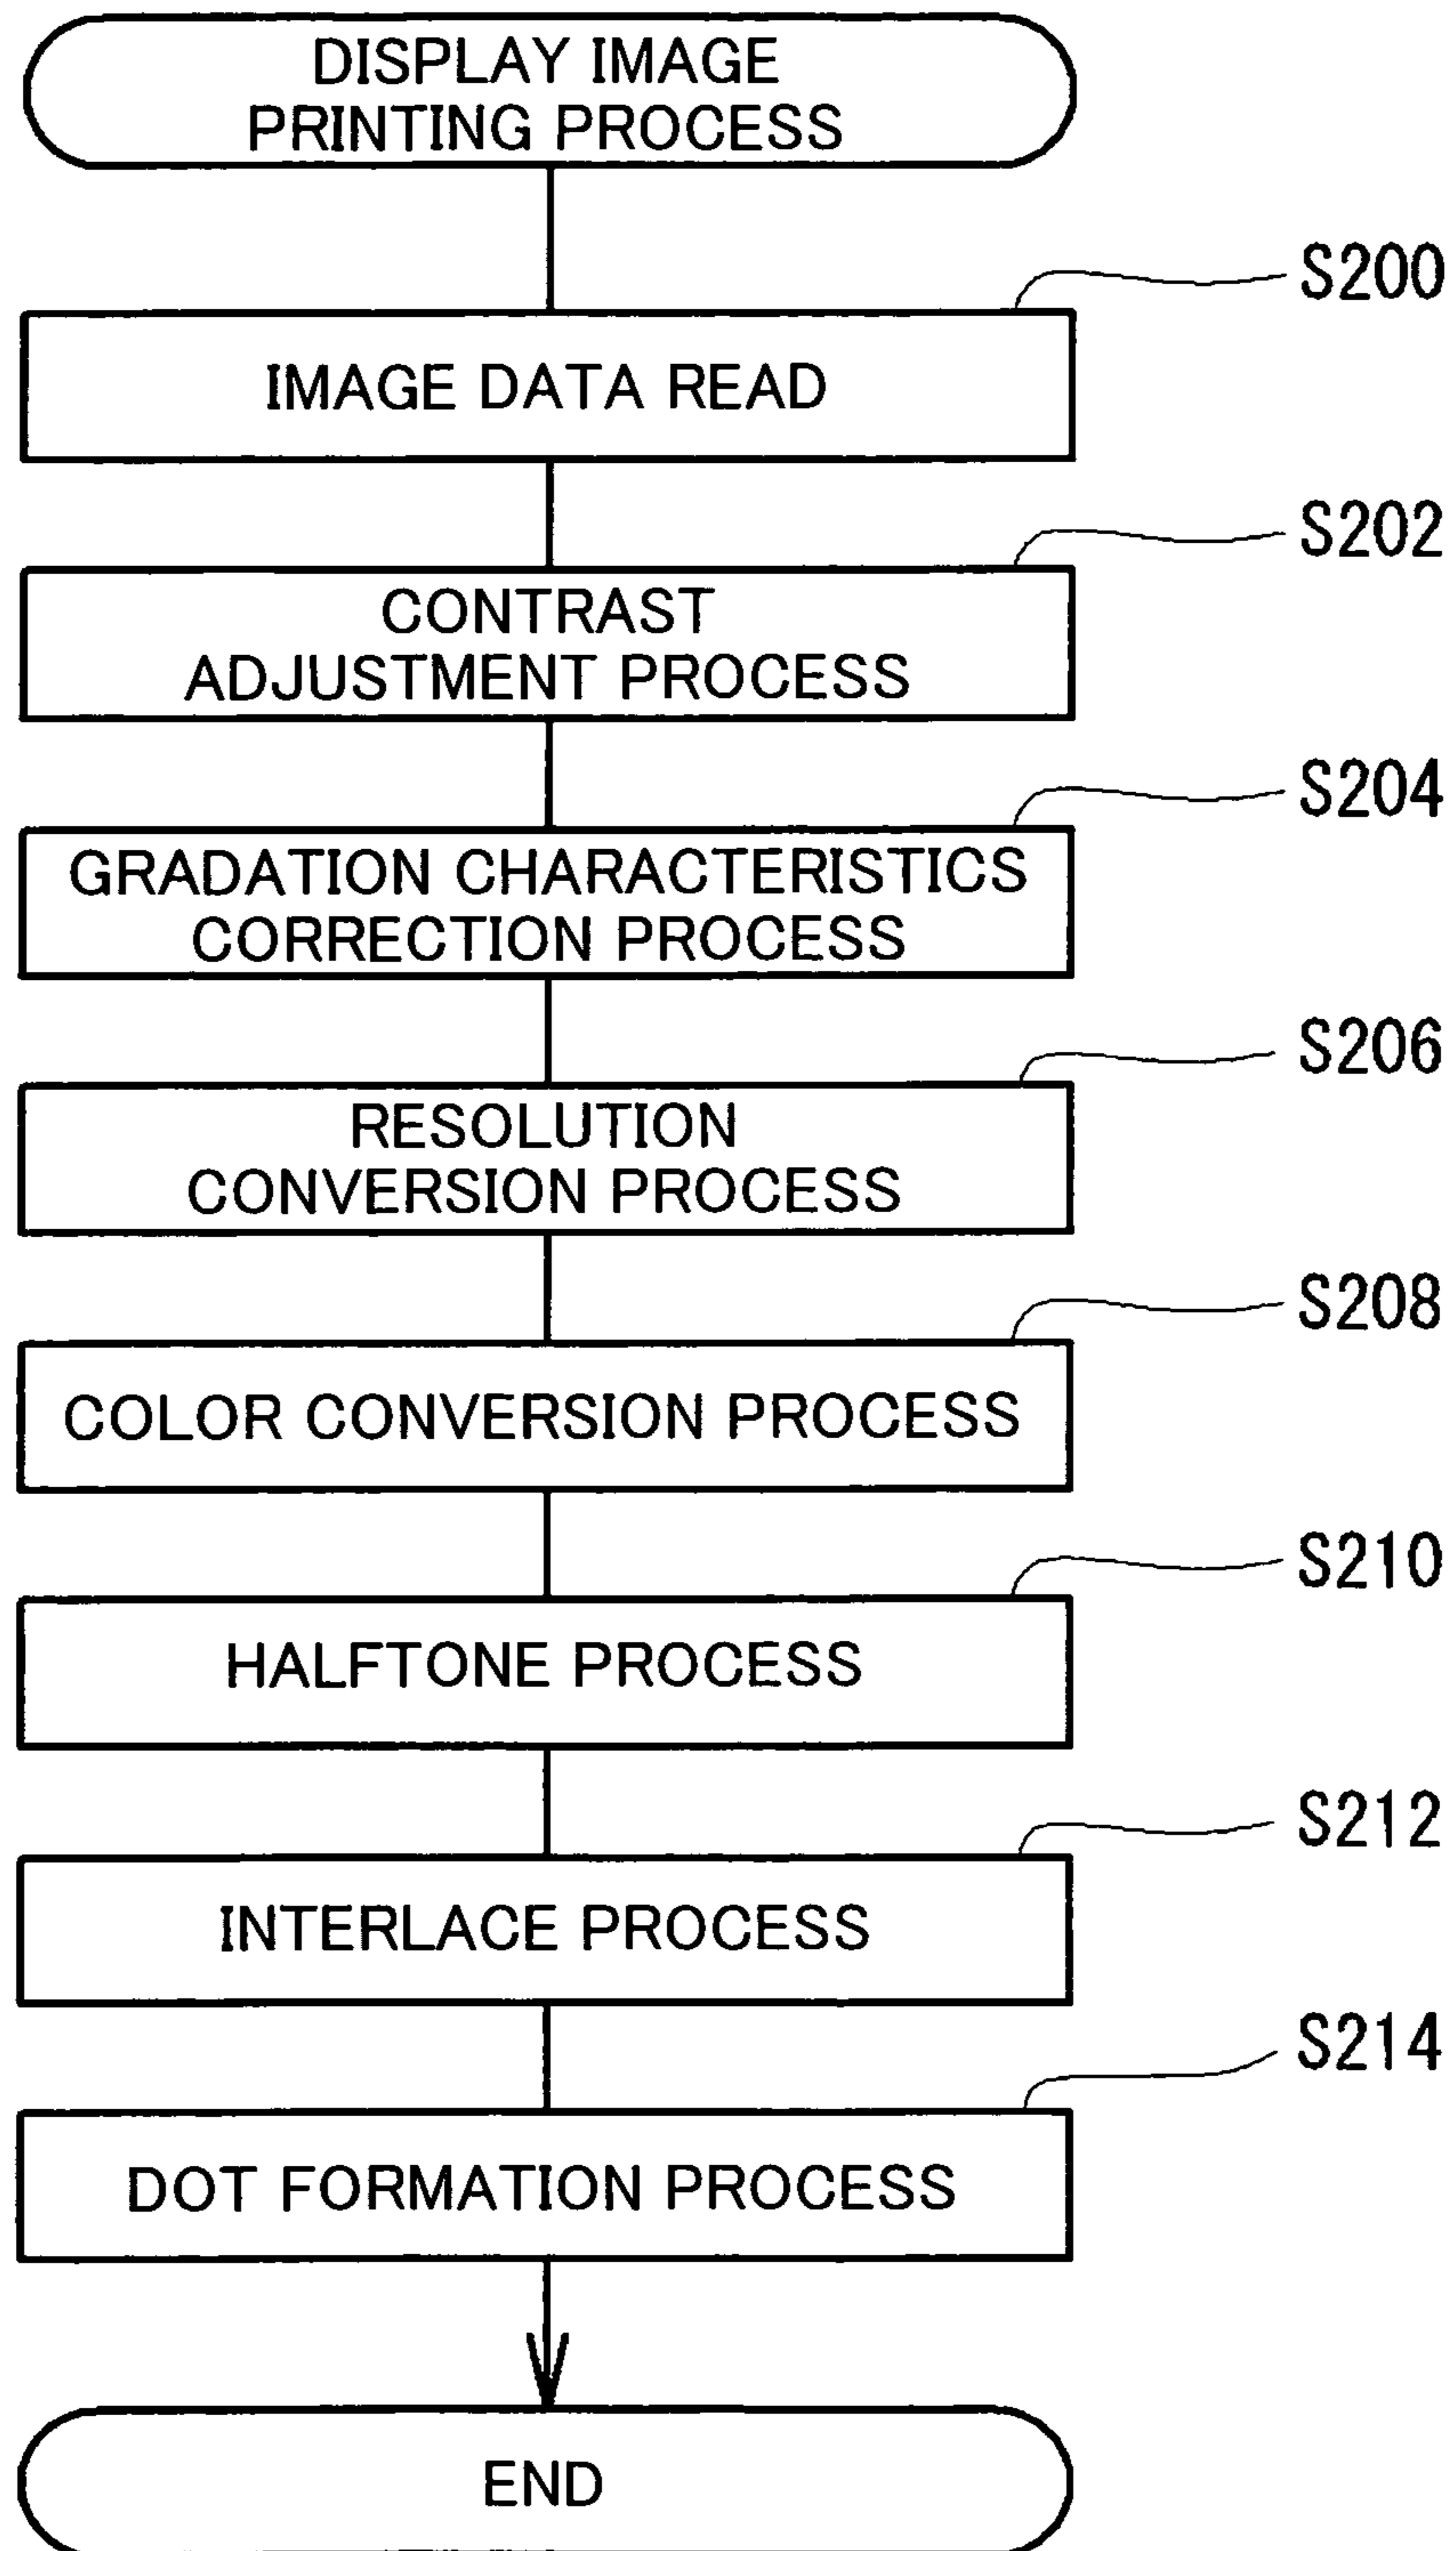 DISPLAY IMAGE
PRINTING PROCESS
S200
IMAGE DATA READ
S202
CONTRAST
ADJUSTMENT PROCESS
S204
GRADATION CHARACTERISTICS
CORRECTION PROCESS
S206
RESOLUTION
CONVERSION PROCESS
S208
COLOR CONVERSION PROCESS
S210
HALFTONE PROCESS
S212
INTERLACE PROCESS
S214
DOT FORMATION PROCESS
END